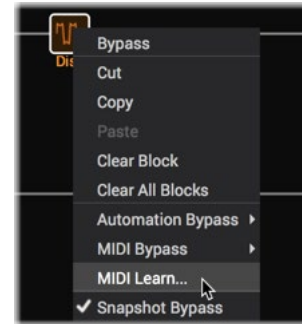 Bypass
Dis
Cut
Copy
Paste
Clear Block
Clear All Blocks
Automation Bypass
MIDI Bypass
MIDI Learn...
✓ Snapshot Bypass